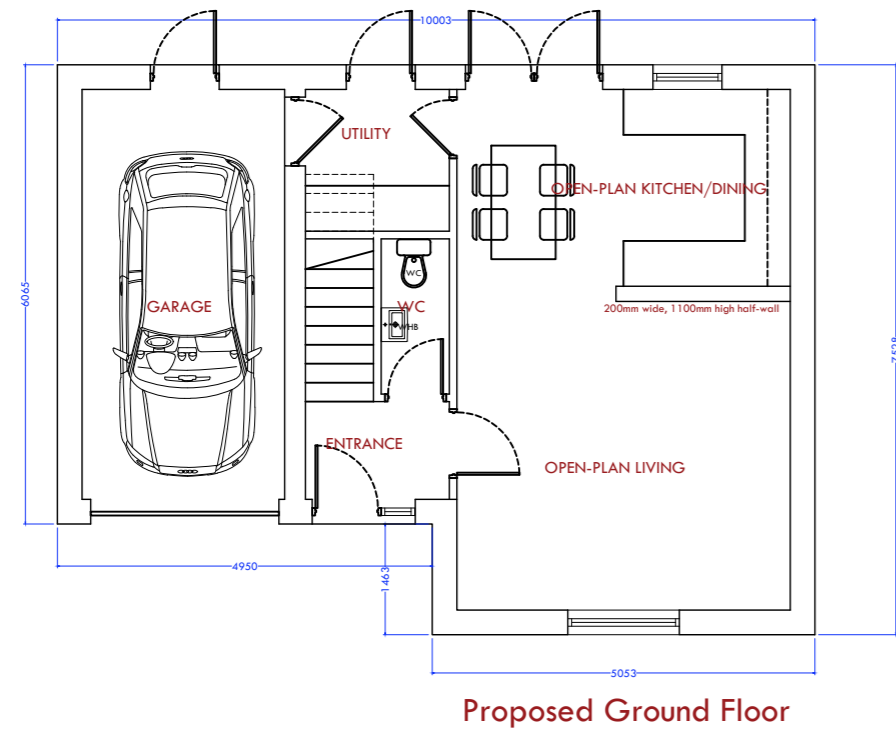 10003
UTILITY
OPEN-PLAN KITCHEN/DINING
WC
6065
GARAGE
WC
200mm wide, 1100mm high half-wall
WHB
7528
ENTRANCE
OPEN-PLAN LIVING
4950
1463
5053
Proposed Ground Floor